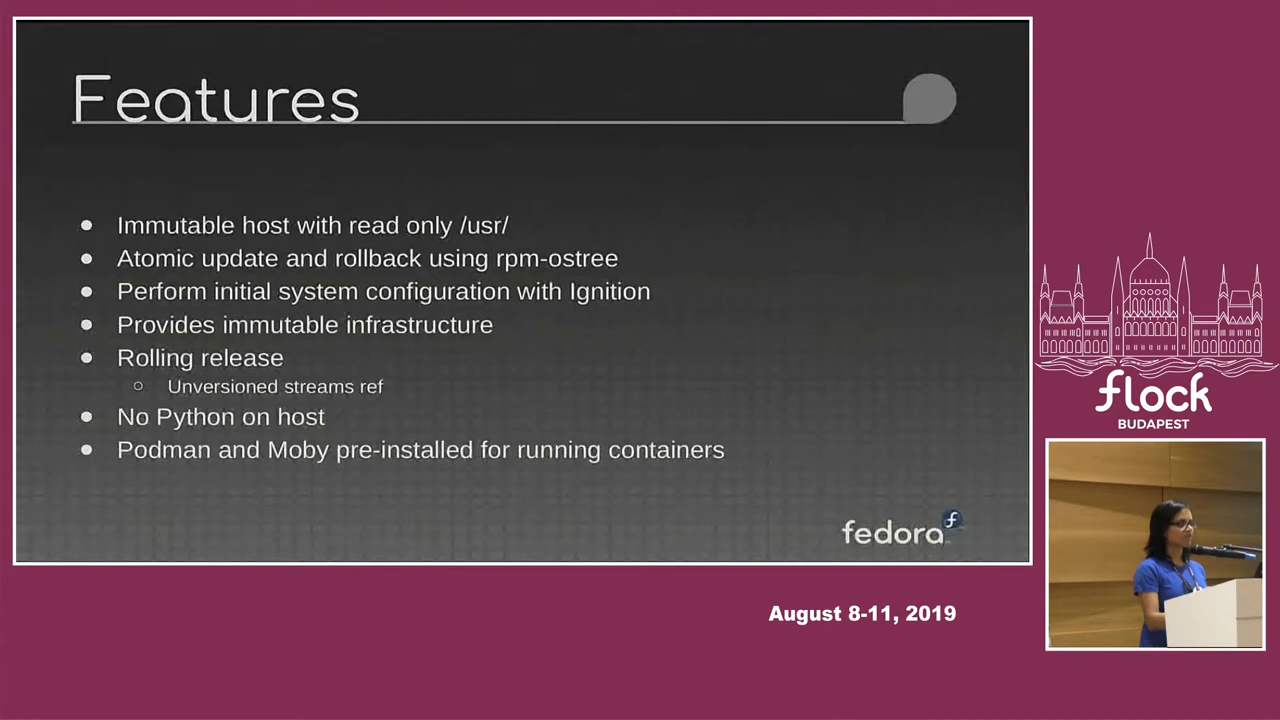 Features
Immutable host with read only /usr/
Atomic update and rollback using rpm-ostree
Perform initial system configuration with Ignition
Provides immutable infrastructure
Rolling release
Unversioned streams ref
No Python on host
Podman and Moby pre-installed for running containers
fedora
flock
BUDAPEST
August 8-11, 2019